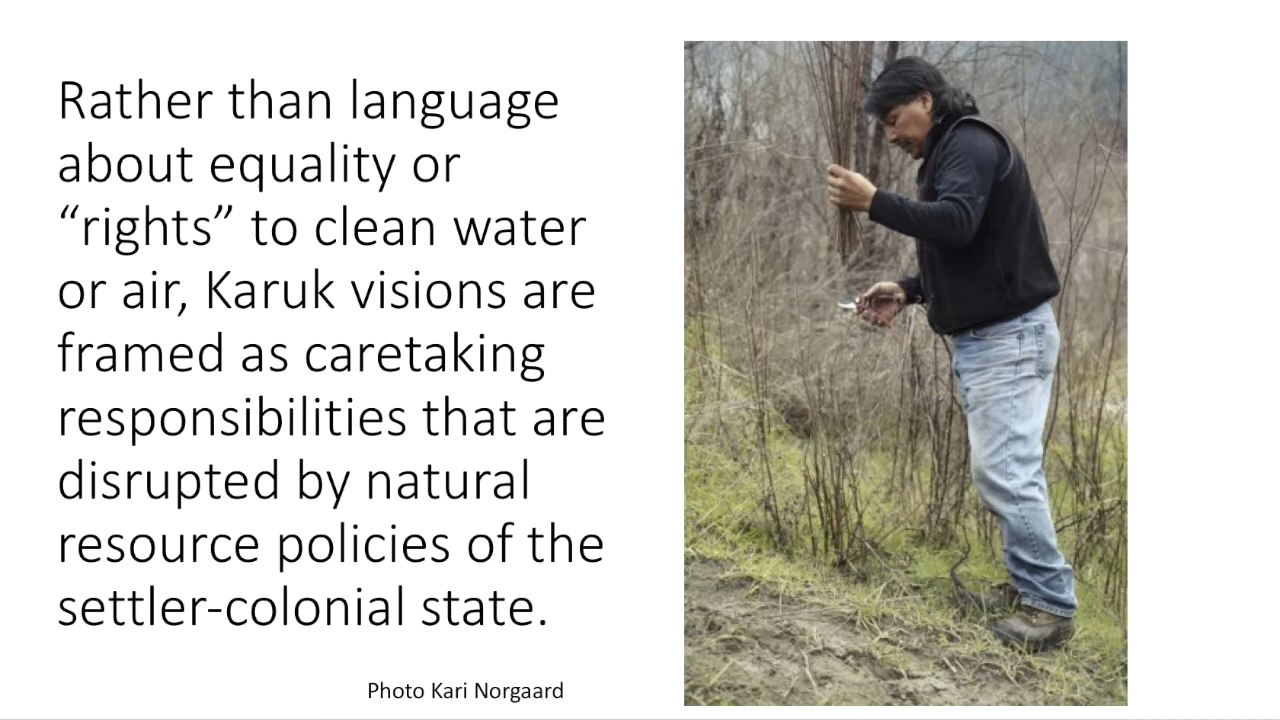 Rather than language
about equality or
“rights” to clean water
or air, Karuk visions are
framed as caretaking
responsibilities that are
disrupted by natural
resource policies of the
settler-colonial state.
Photo Kari Norgaard